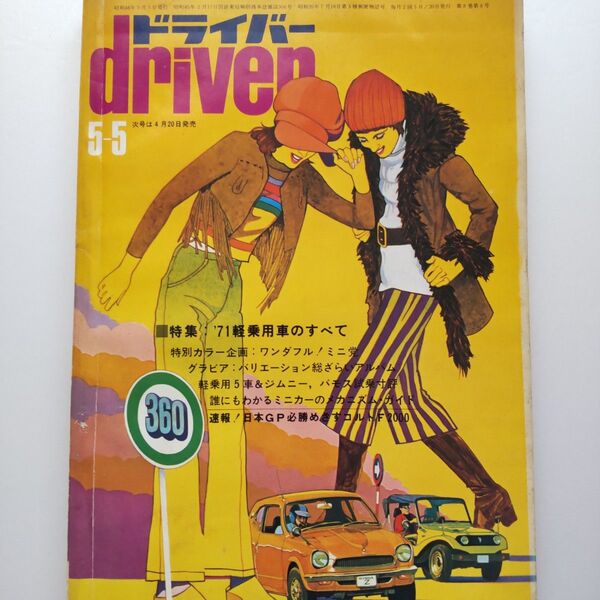 ドライバー
driver
5-5
次号は4月20日発売
■特集:'71軽乗用車のすべて
特別カラー企画:ワンダフル!ミニ党
グラビア:バリエーション総ざらいアルバム
軽乗用5車&ジムニー,バモス試乗寸評
誰にもわかるミニカーのメカニズム・ガイド
速報!日本GP必勝めざすコルトF2000
360
Z